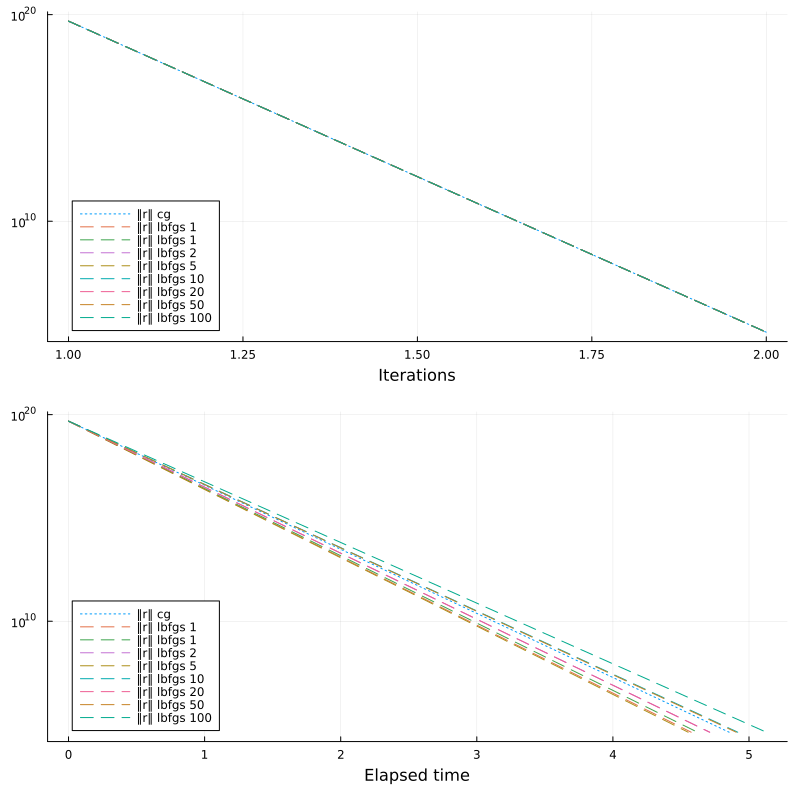 10^20
10^10
‖r‖ cg
‖r‖ lbfgs 1
‖r‖ lbfgs 1
‖r‖ lbfgs 2
‖r‖ lbfgs 5
‖r‖ lbfgs 10
‖r‖ lbfgs 20
‖r‖ lbfgs 50
‖r‖ lbfgs 100
1.00 1.25 1.50 1.75 2.00
Iterations
10^20
10^10
‖r‖ cg
‖r‖ lbfgs 1
‖r‖ lbfgs 1
‖r‖ lbfgs 2
‖r‖ lbfgs 5
‖r‖ lbfgs 10
‖r‖ lbfgs 20
‖r‖ lbfgs 50
‖r‖ lbfgs 100
0 1 2 3 4 5
Elapsed time